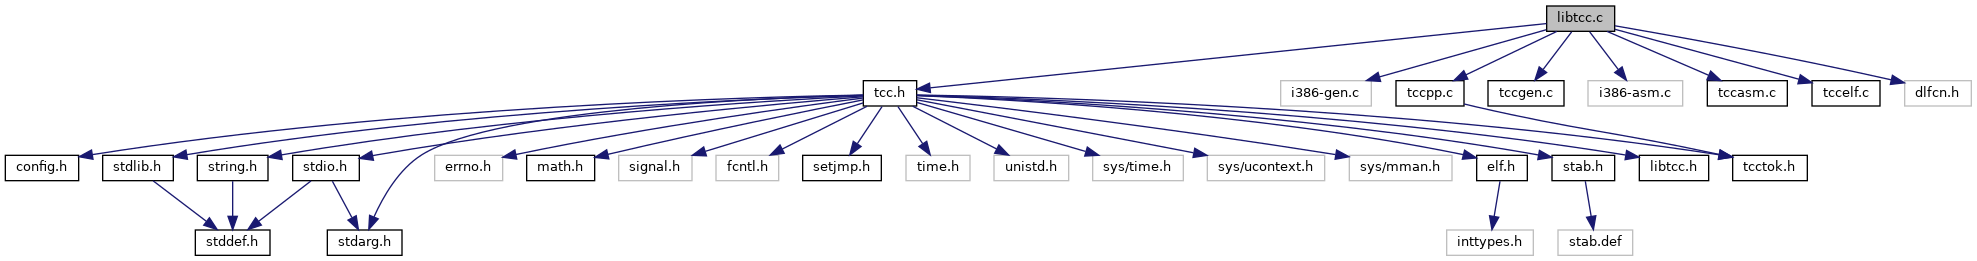 libtcc.c
tcc.h
i386-gen.c
tccpp.c
tccgen.c
i386-asm.c
tccasm.c
tccelf.c
dlfcn.h
config.h
stdlib.h
string.h
stdio.h
errno.h
math.h
signal.h
fcntl.h
setjmp.h
time.h
unistd.h
sys/time.h
sys/ucontext.h
sys/mman.h
elf.h
stab.h
libtcc.h
tcctok.h
stddef.h
stdarg.h
inttypes.h
stab.def